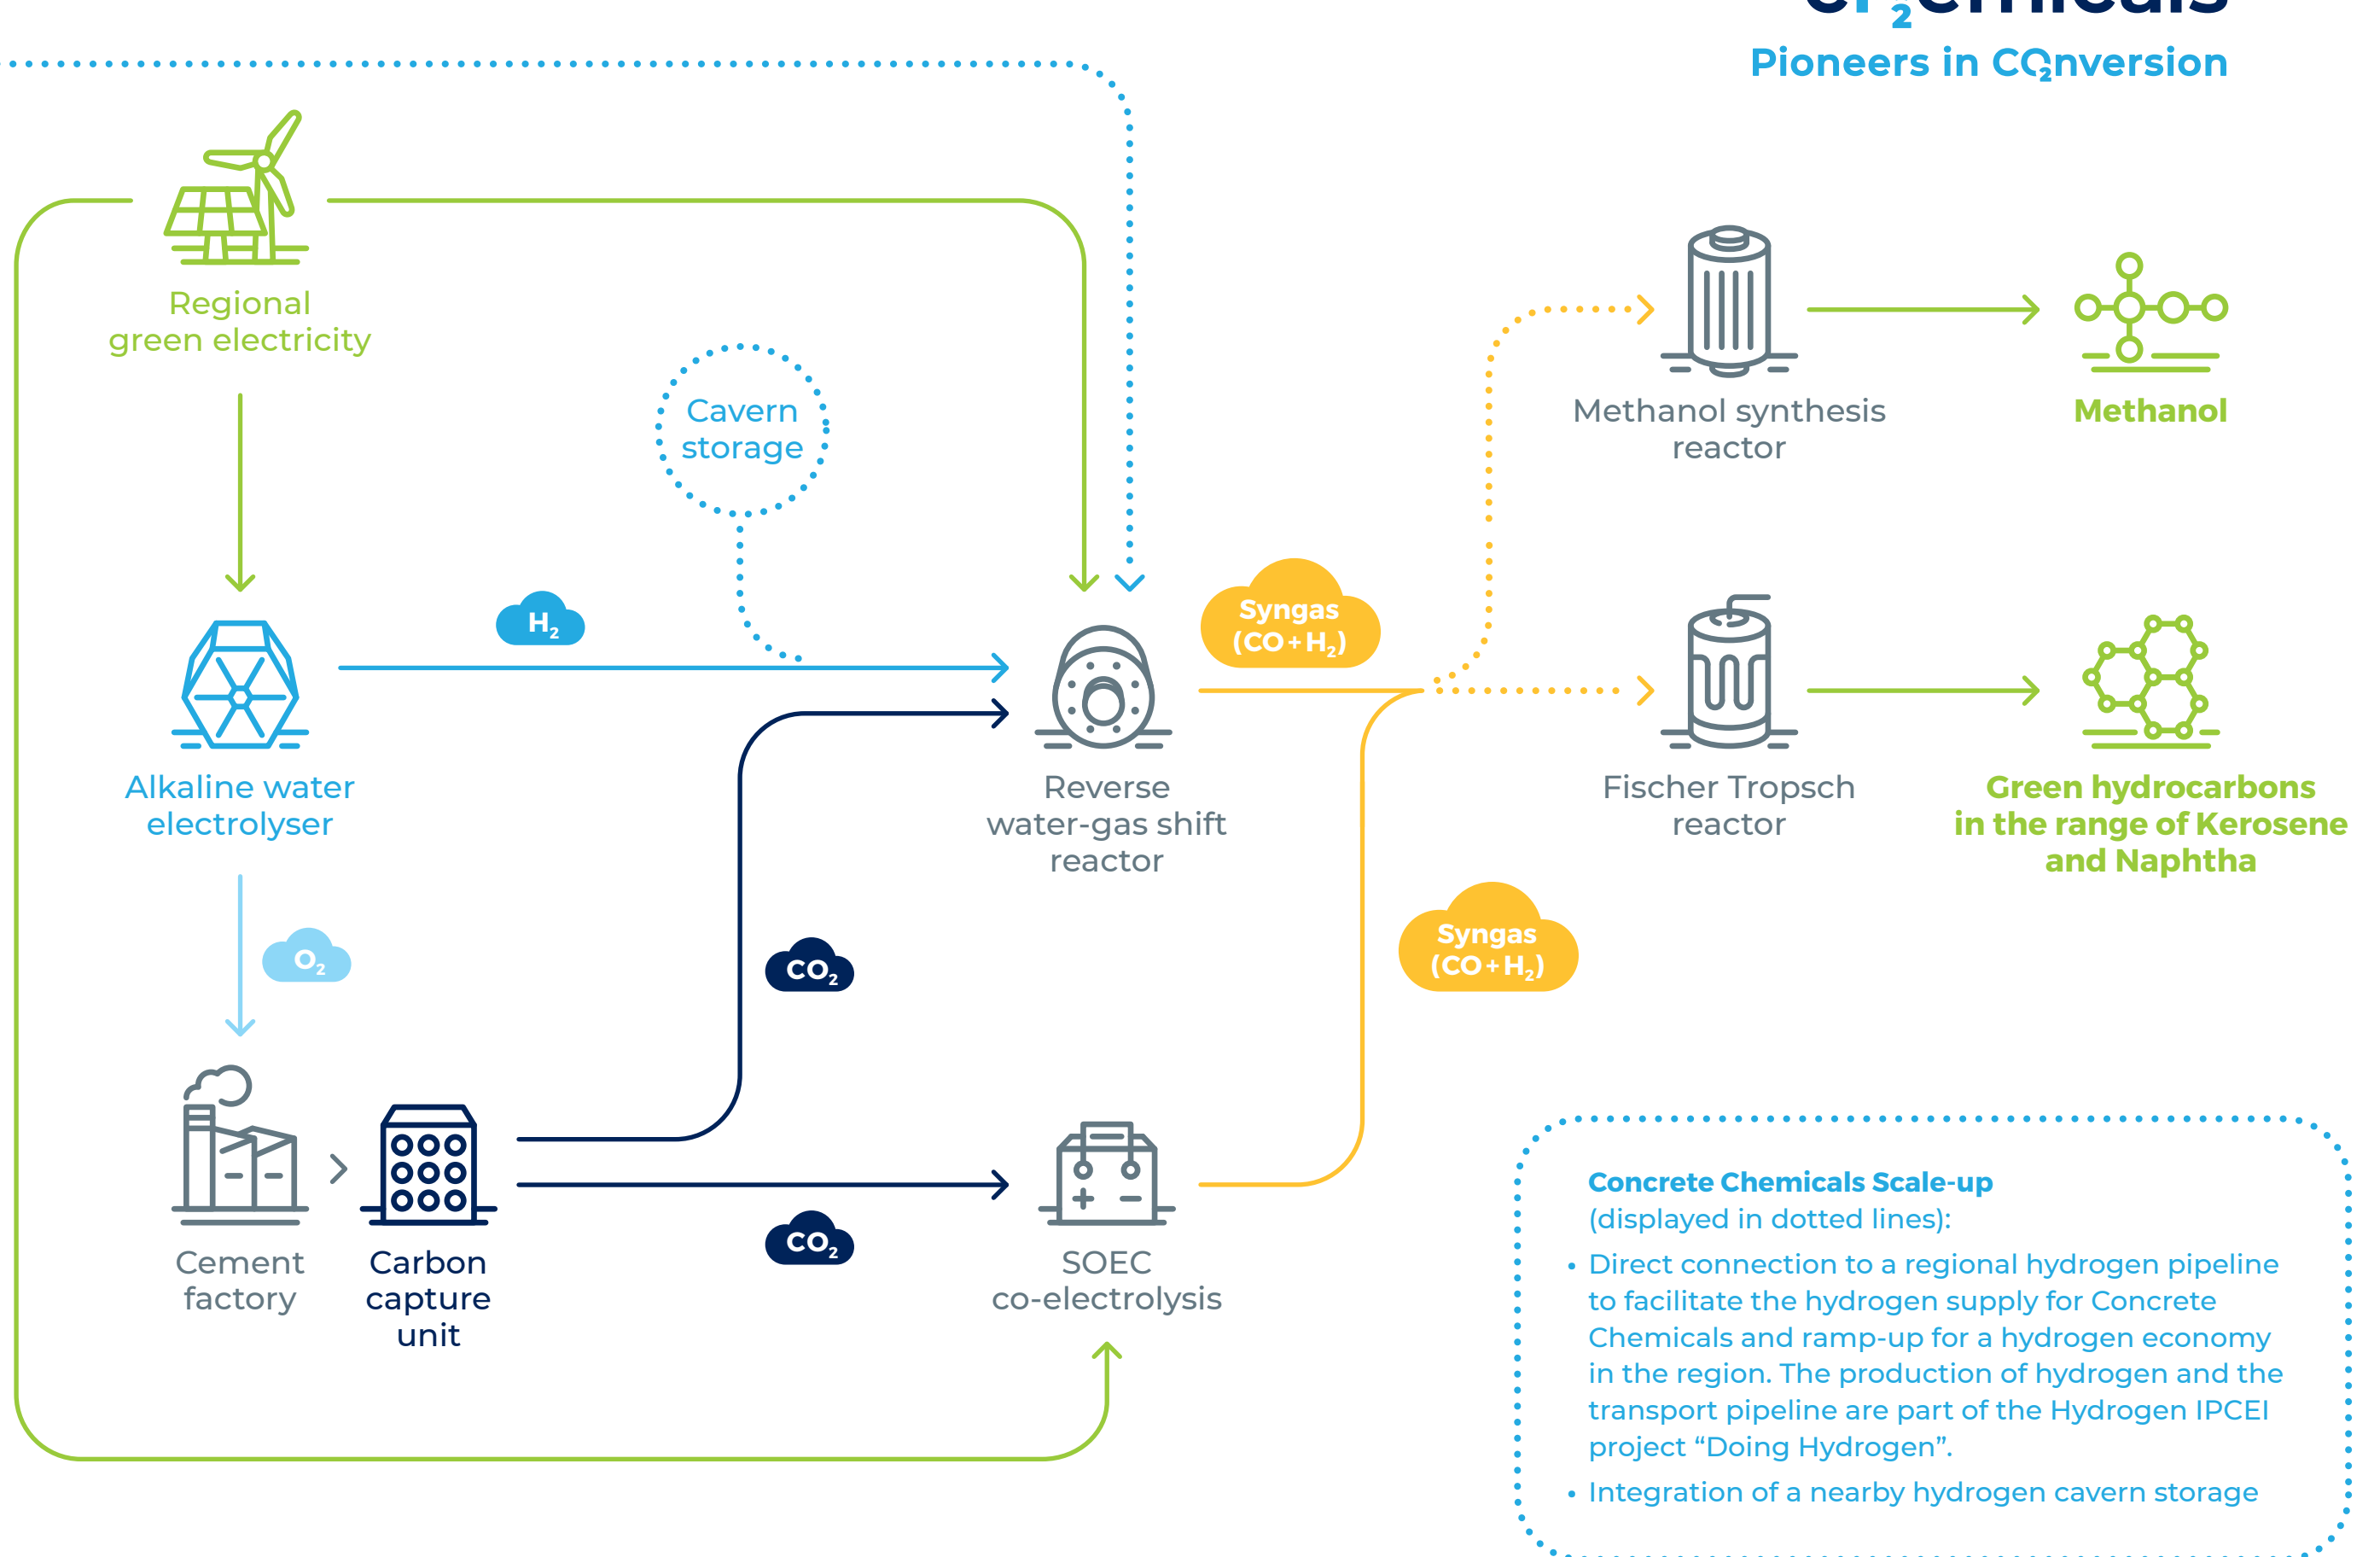 Pioneers in CO2nversion
Regional
green electricity
Cavern
storage
Methanol synthesis
reactor
Methanol
H2
Syngas
(CO + H2)
Alkaline water
electrolyser
Reverse
water-gas shift
reactor
Fischer Tropsch
reactor
Green hydrocarbons
in the range of Kerosene
and Naphtha
O2
CO2
Syngas
(CO + H2)
CO2
Cement
factory
Carbon
capture
unit
SOEC
co-electrolysis
Concrete Chemicals Scale-up
(displayed in dotted lines):
• Direct connection to a regional hydrogen pipeline
to facilitate the hydrogen supply for Concrete
Chemicals and ramp-up for a hydrogen economy
in the region. The production of hydrogen and the
transport pipeline are part of the Hydrogen IPCEI
project “Doing Hydrogen”.
• Integration of a nearby hydrogen cavern storage